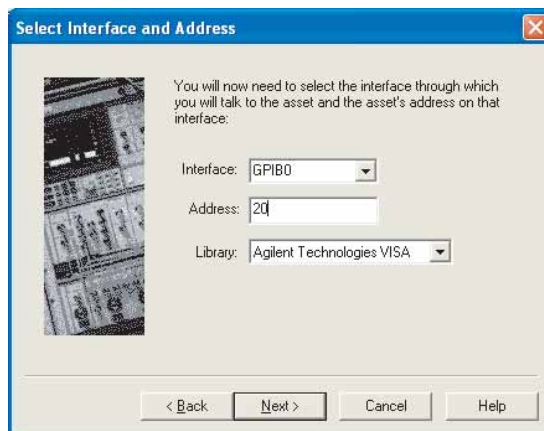 Select Interface and Address
You will now need to select the interface through which
you will talk to the asset and the asset's address on that
interface:
Interface: GPIB0
Address: 20
Library: Agilent Technologies VISA
< Back Next > Cancel Help